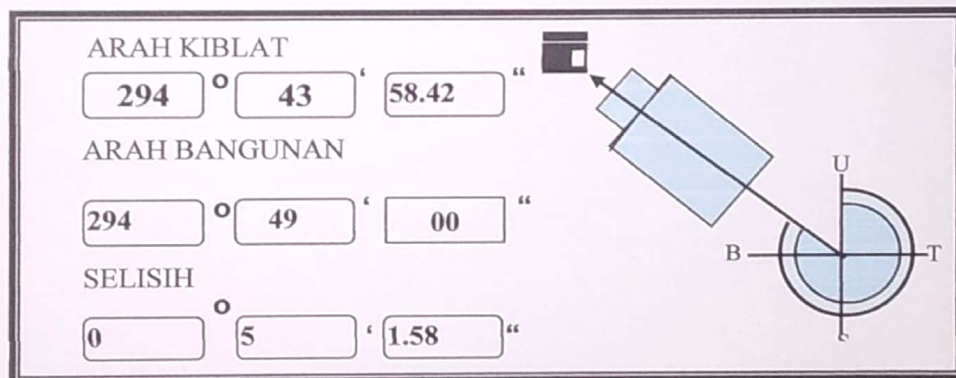 ARAH KIBLAT
294 o 43 ‘ 58.42 “
ARAH BANGUNAN
294 o 49 ‘ 00 “
SELISIH
0 o 5 ‘ 1.58 “
U
B T
S